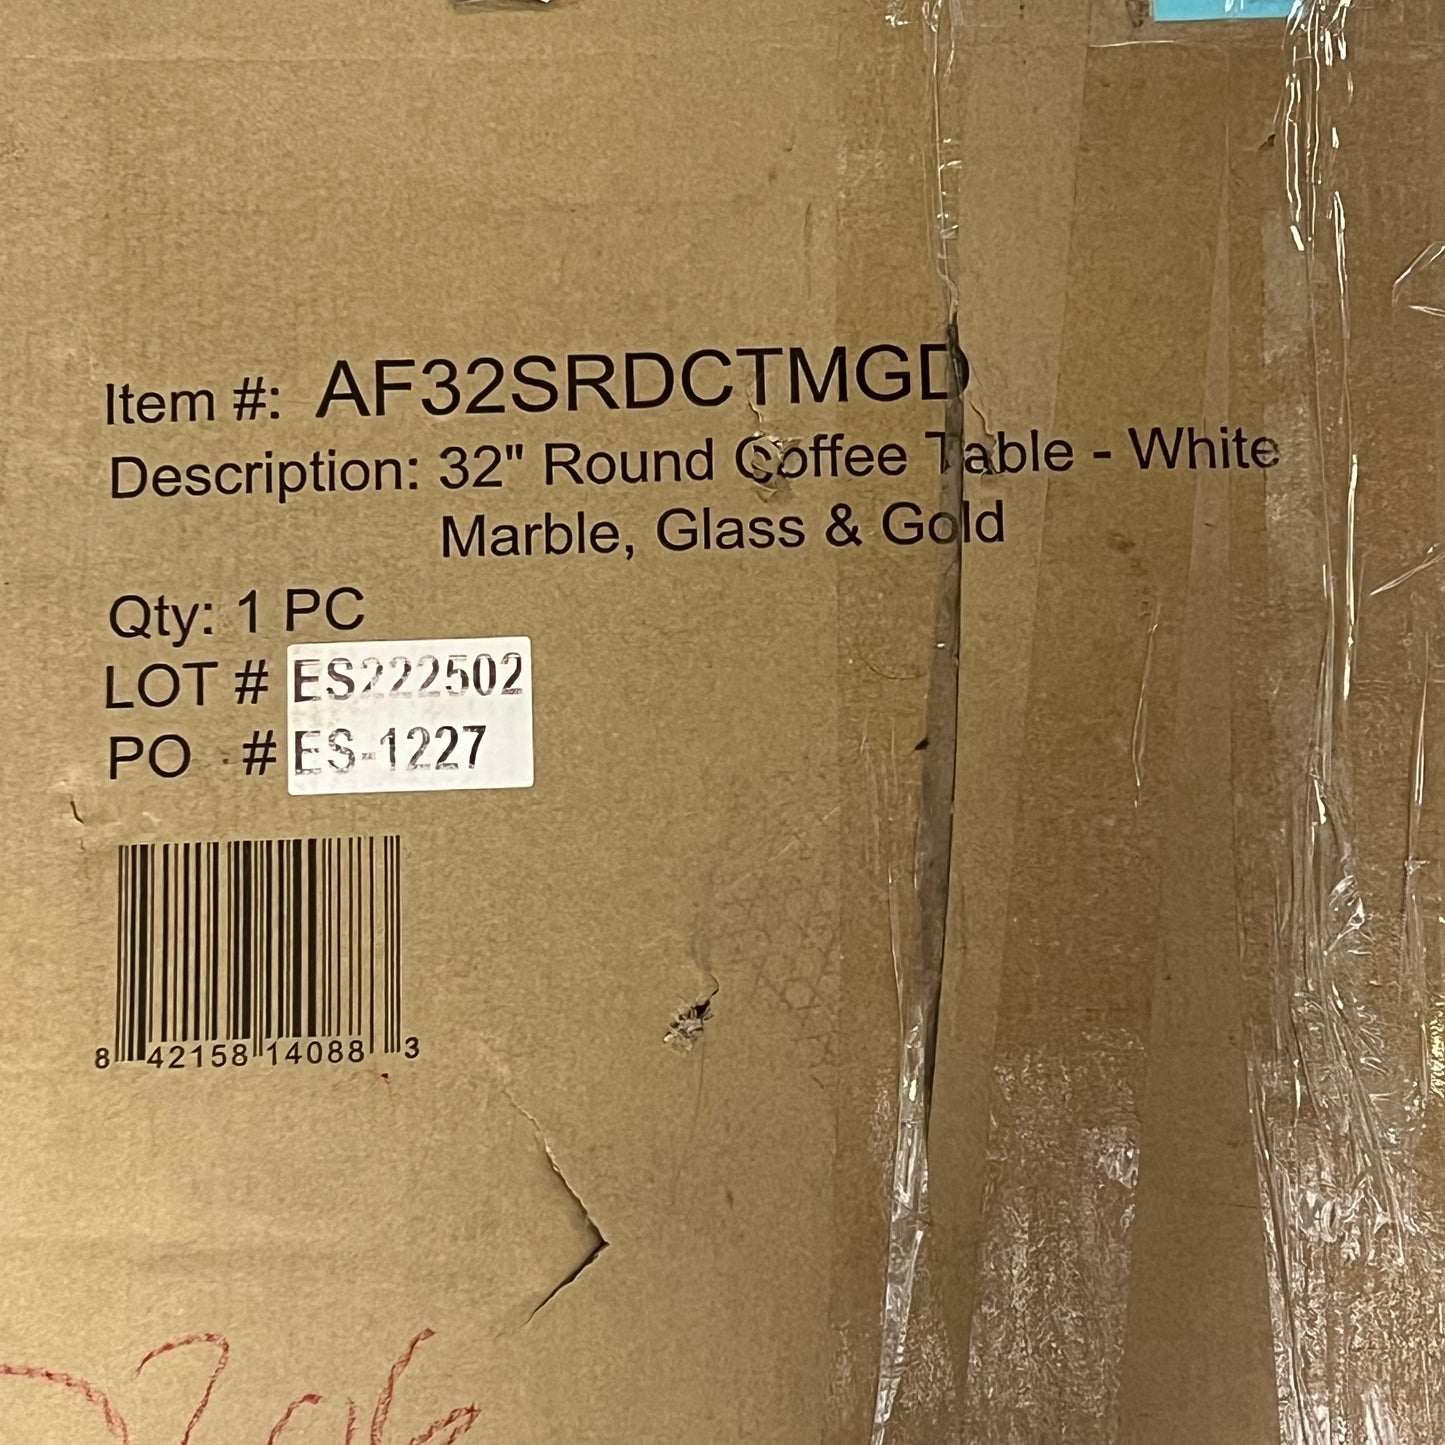 Item #: AF32SRDCTMGD
Description: 32" Round Coffee Table - White
Marble, Glass & Gold
Qty: 1 PC
LOT # ES222502
PO # ES-1227
8 42158 14088 3